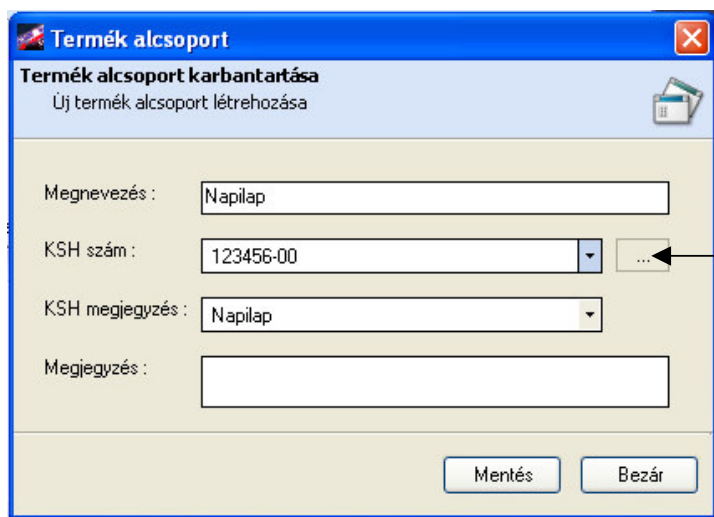 Termék alcsoport
Termék alcsoport karbantartása
Új termék alcsoport létrehozása
Megnevezés : Napilap
KSH szám : 123456-00 ...
KSH megjegyzés : Napilap
Megjegyzés :
Mentés Bezár